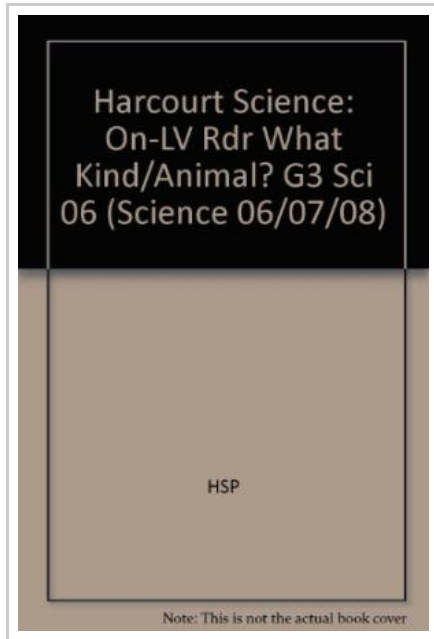 Harcourt Science:
On-LV Rdr What
Kind/Animal? G3 Sci
06 (Science 06/07/08)
HSP
Note: This is not the actual book cover